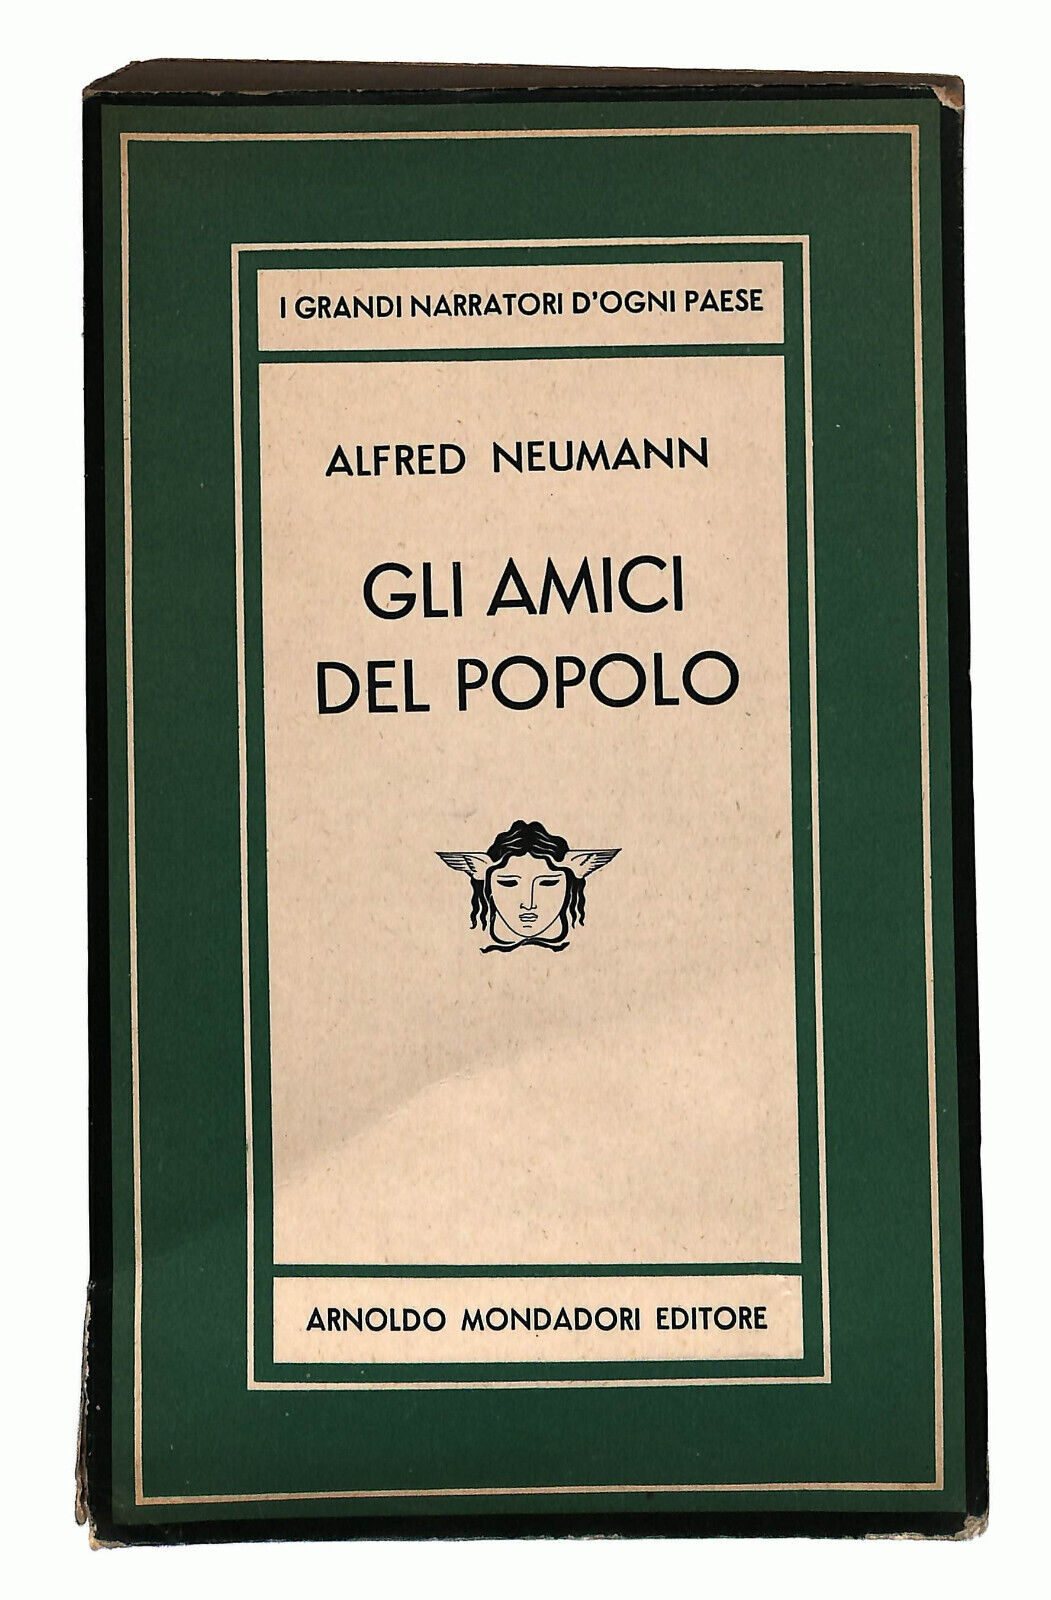 I GRANDI NARRATORI D'OGNI PAESE
ALFRED NEUMANN
GLI AMICI
DEL POPOLO
ARNOLDO MONDADORI EDITORE